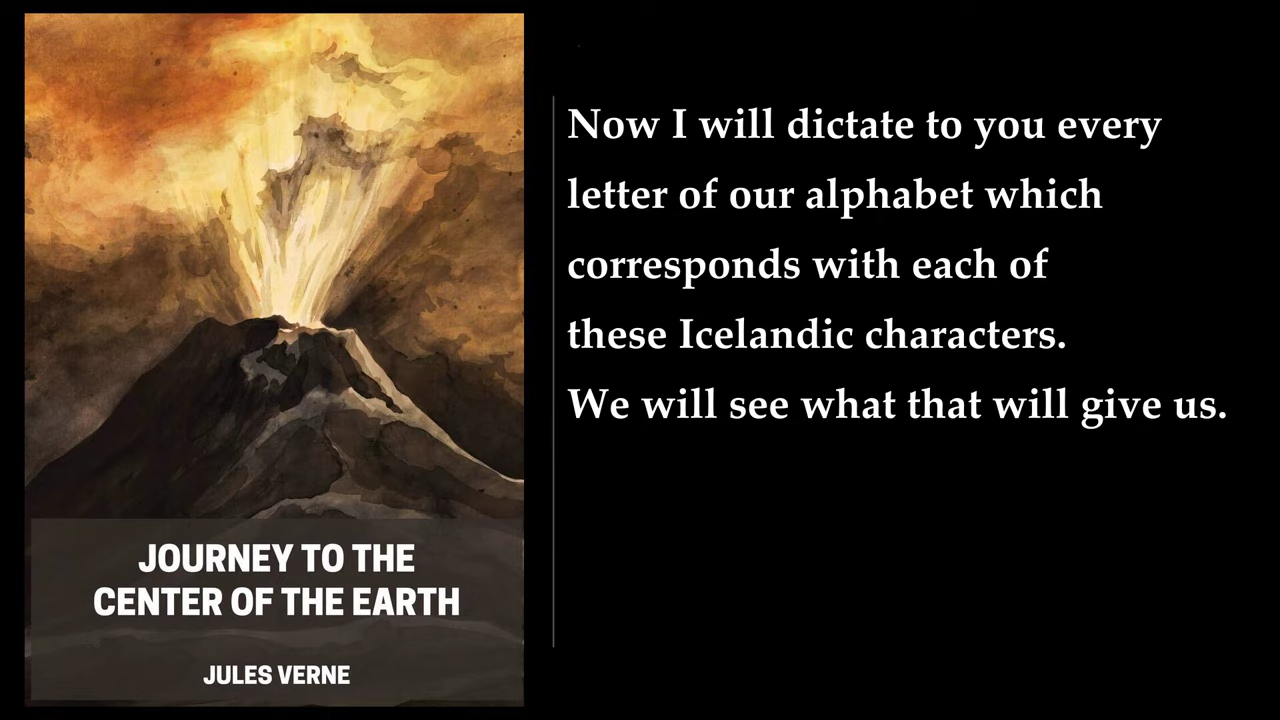 JOURNEY TO THE
CENTER OF THE EARTH
JULES VERNE
Now I will dictate to you every
letter of our alphabet which
corresponds with each of
these Icelandic characters.
We will see what that will give us.